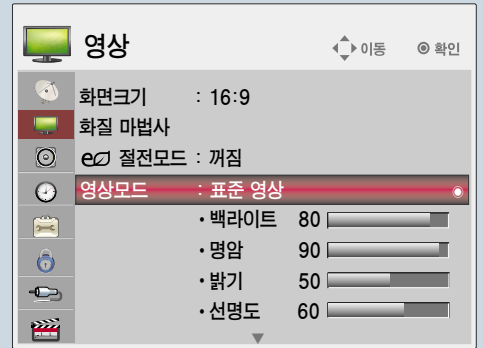 영상 이동 확인
화면크기 : 16:9
화질 마법사
e 절전모드 : 꺼짐
영상모드 : 표준 영상
·백라이트 80
·명암 90
·밝기 50
·선명도 60